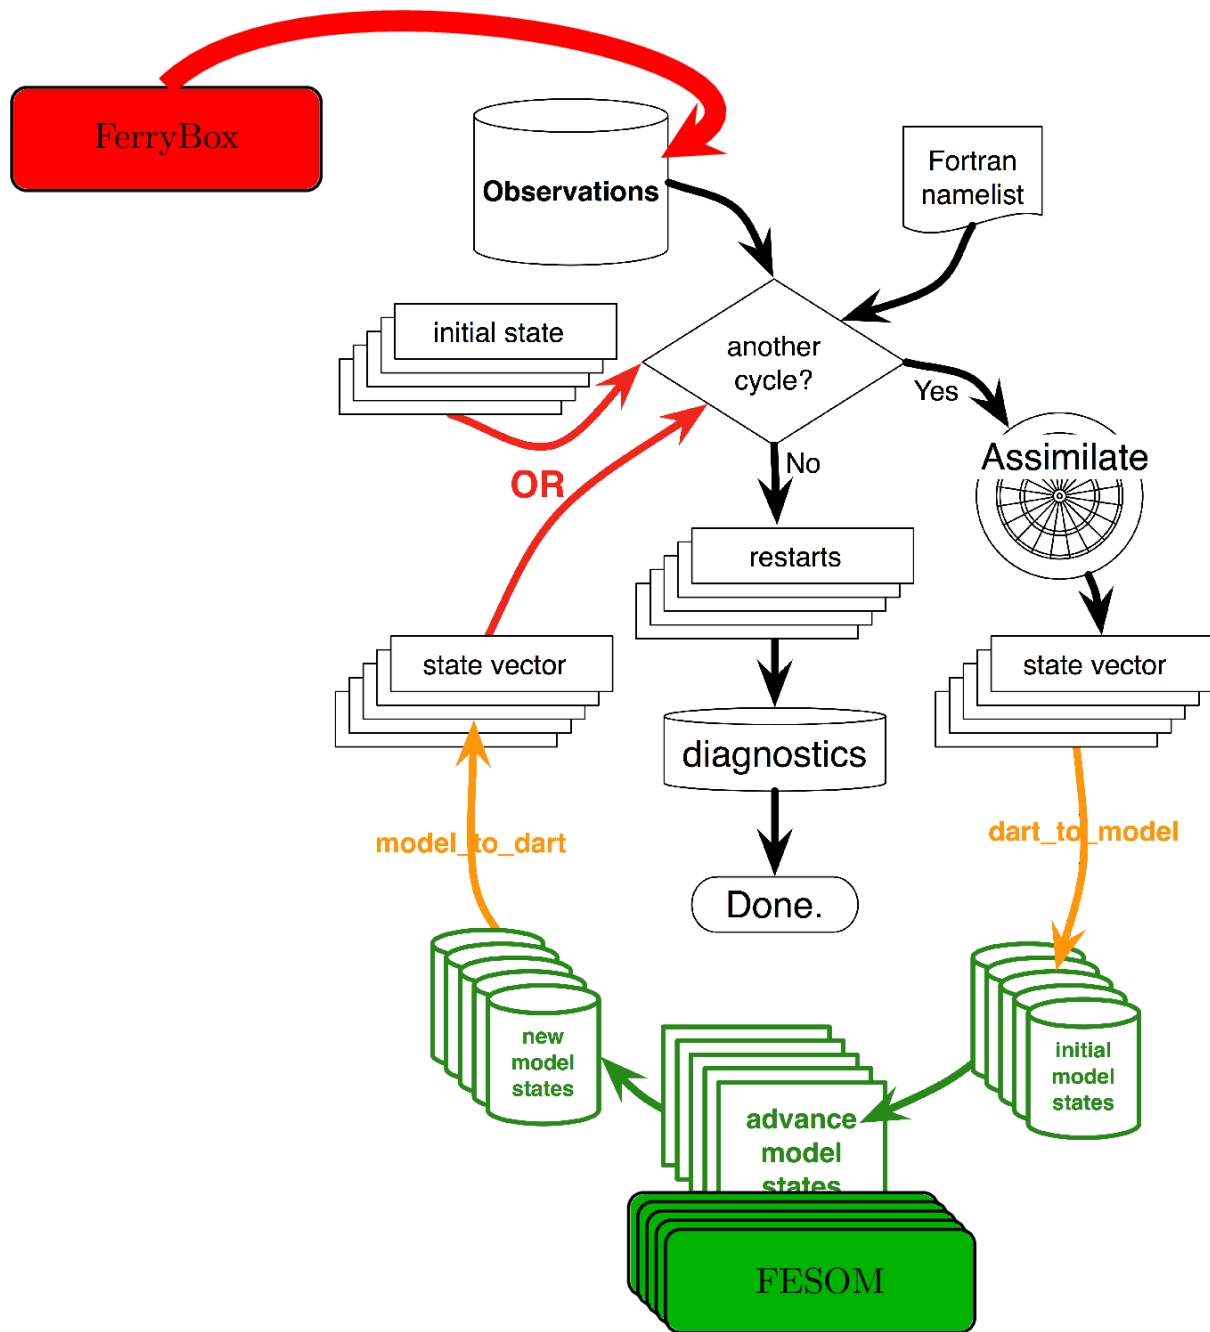 FerryBox
Observations
Fortran
namelist
initial state
another
cycle?
Yes
No
OR
Assimilate
restarts
state vector
state vector
diagnostics
model_to_dart
dart_to_model
Done.
new
model
states
initial
model
states
advance
model
states
FESOM